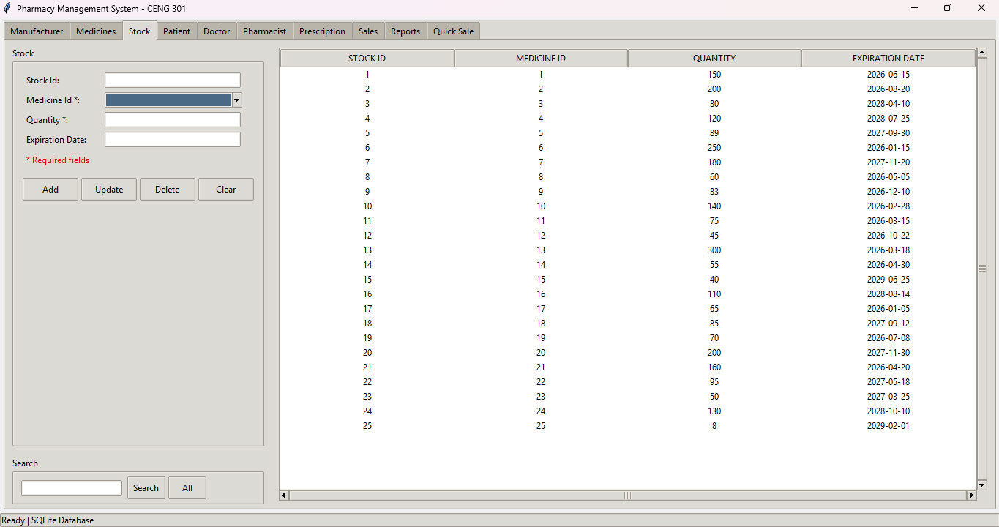 Pharmacy Management System - CENG 301
Manufacturer Medicines Stock Patient Doctor Pharmacist Prescription Sales Reports Quick Sale
Stock
Stock Id:
Medicine Id *:
Quantity *:
Expiration Date:
* Required fields
Add Update Delete Clear
Search
Search All
STOCK ID MEDICINE ID QUANTITY EXPIRATION DATE
1 1 150 2026-06-15
2 2 200 2026-08-20
3 3 80 2028-04-10
4 4 120 2028-07-25
5 5 89 2027-09-30
6 6 250 2026-01-15
7 7 180 2027-11-20
8 8 60 2026-05-05
9 9 83 2026-12-10
10 10 140 2026-02-28
11 11 75 2026-03-15
12 12 45 2026-10-22
13 13 300 2026-03-18
14 14 55 2026-04-30
15 15 40 2029-06-25
16 16 110 2028-08-14
17 17 65 2026-01-05
18 18 85 2027-09-12
19 19 70 2026-07-08
20 20 200 2027-11-30
21 21 160 2026-04-20
22 22 95 2027-05-18
23 23 50 2027-03-25
24 24 130 2028-10-10
25 25 8 2029-02-01
Ready | SQLite Database